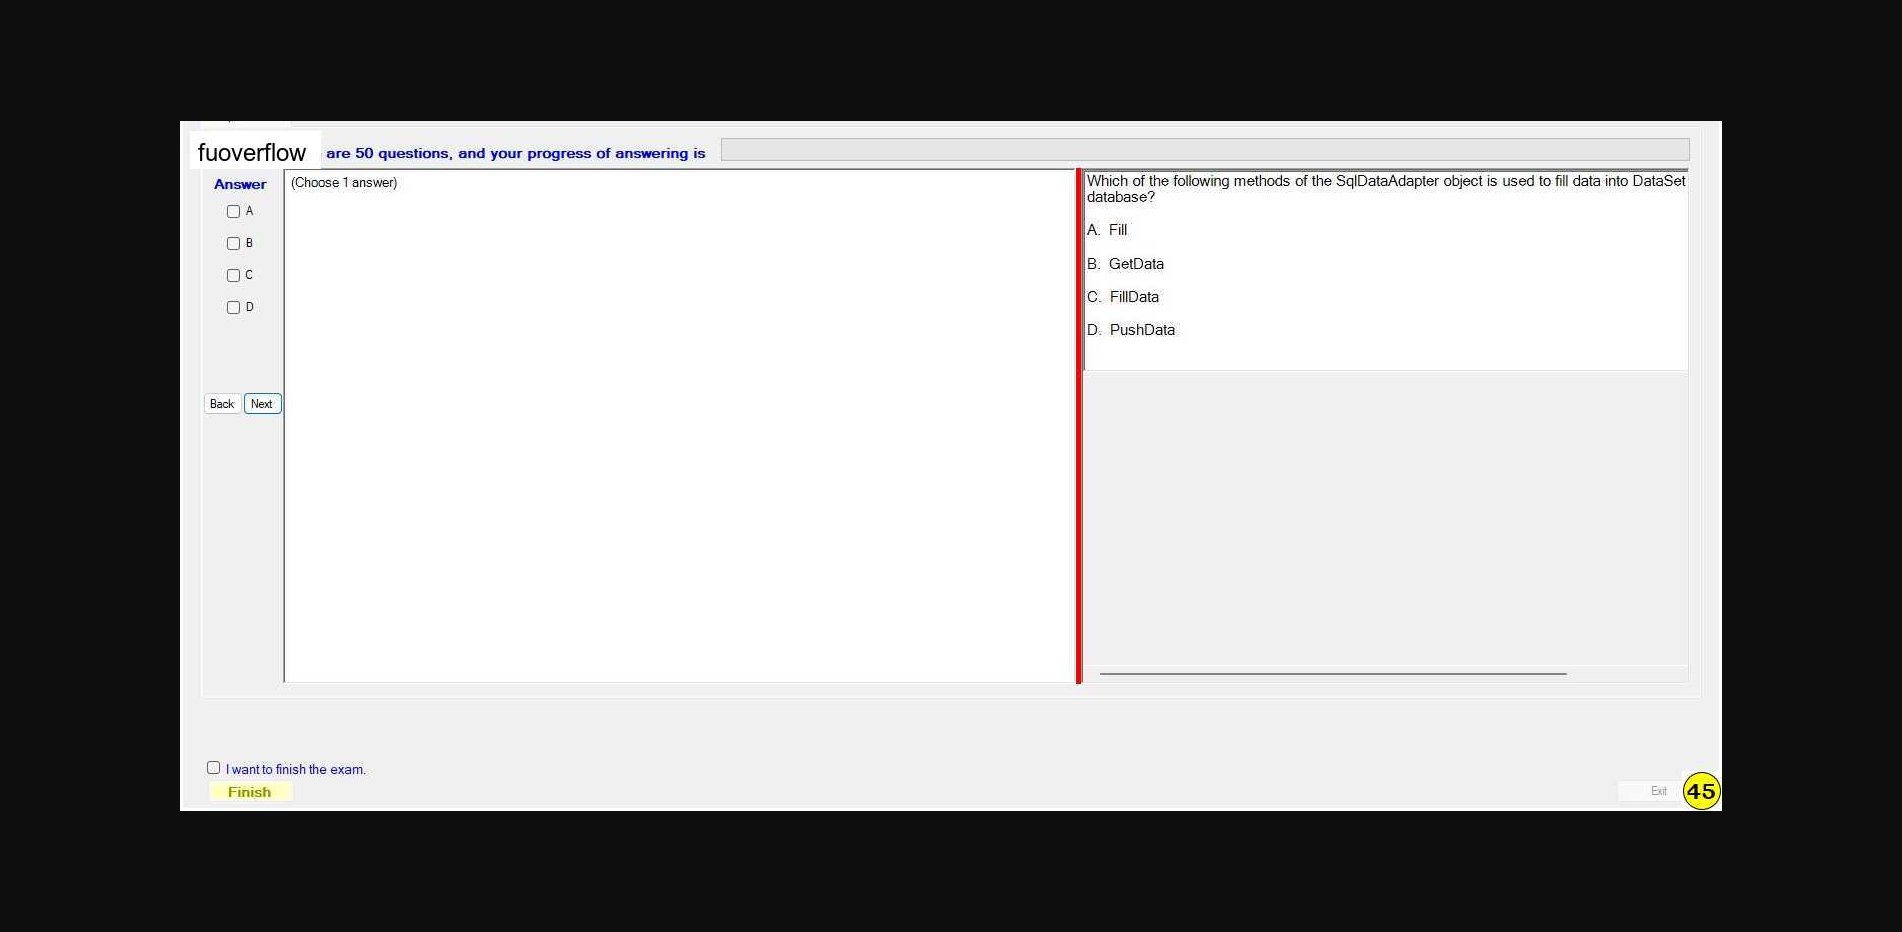 fuoverflow are 50 questions, and your progress of answering is
Answer
A
B
C
D
Back Next
(Choose 1 answer)
Which of the following methods of the SqlDataAdapter object is used to fill data into DataSet
database?
A. Fill
B. GetData
C. FillData
D. PushData
I want to finish the exam.
Finish
Exit
45